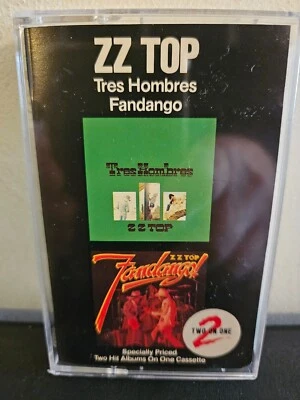 ZZ TOP
Tres Hombres
Fandango
Tres Hombres
ZZ TOP
ZZ TOP
Fandango!
2
TWO ON ONE
Specially Priced
Two Hit Albums On One Cassette